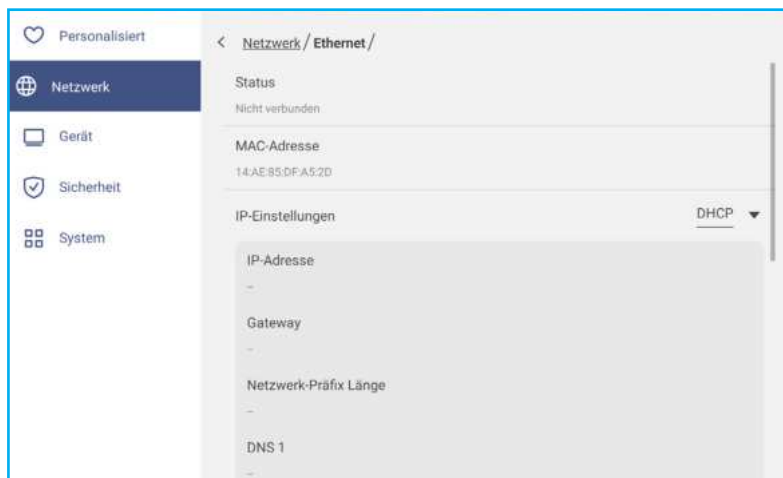 Personalisiert
Netzwerk
Gerät
Sicherheit
System
< Netzwerk / Ethernet /
Status
Nicht verbunden
MAC-Adresse
14:AE:85:DF:A5:2D
IP-Einstellungen DHCP
IP-Adresse
–
Gateway
–
Netzwerk-Präfix Länge
–
DNS 1
–